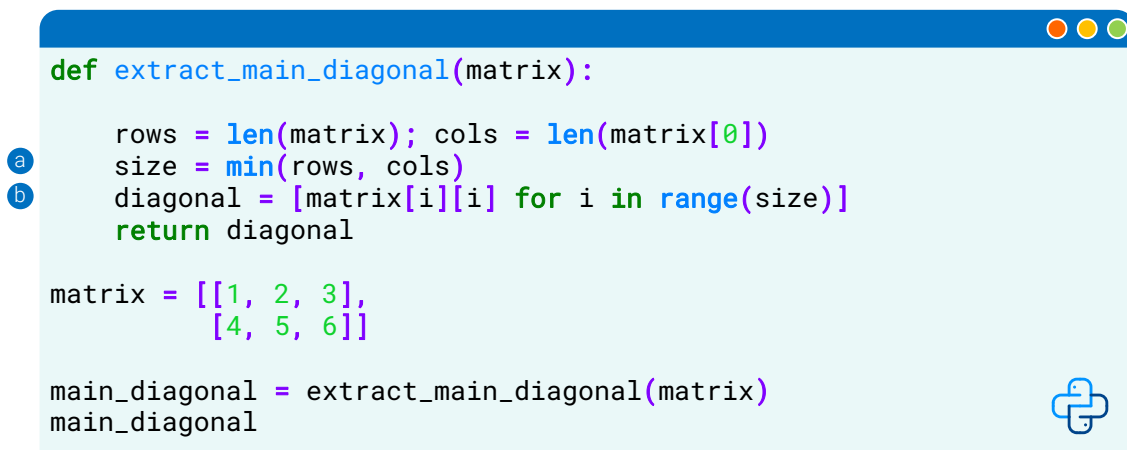 def extract_main_diagonal(matrix):
rows = len(matrix); cols = len(matrix[0])
a size = min(rows, cols)
b diagonal = [matrix[i][i] for i in range(size)]
return diagonal
matrix = [[1, 2, 3],
[4, 5, 6]]
main_diagonal = extract_main_diagonal(matrix)
main_diagonal